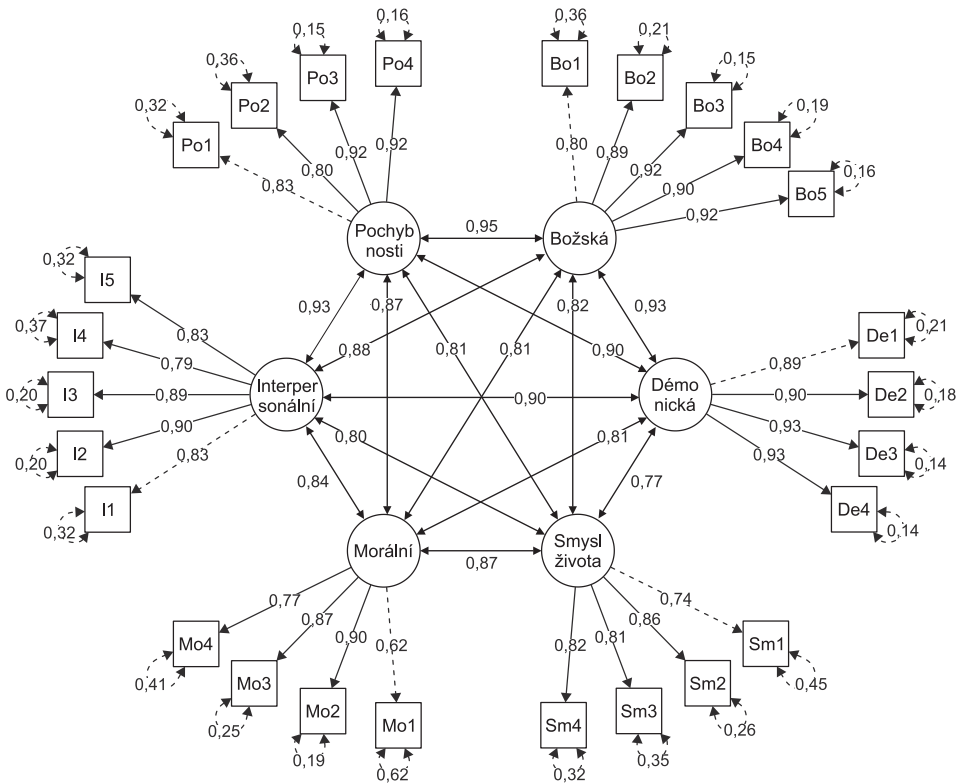 0,16
0,36
0,15
0,21
0,36
Po4
Bo1
0,15
Po3
Bo2
0,32
Po2
Bo3
0,19
Po1
Bo4
0,92
0,80
0,89
0,92
0,92
0,16
0,80
0,90
Bo5
0,83
0,92
Pochyb
nosti
0,95
Božská
I5
0,32
0,93
0,87
0,82
0,93
0,37
I4
0,83
0,88
0,81
0,81
0,90
0,89
De1
0,21
0,79
Interper
sonální
Démo
nická
0,20
I3
0,89
0,90
0,90
De2
0,18
0,90
0,80
0,81
0,93
I2
0,20
0,83
0,93
De3
0,14
0,84
0,77
I1
0,32
De4
0,14
Morální
0,87
Smysl
života
0,77
0,87
0,90
0,62
0,82
0,81
0,86
0,74
Mo4
Sm1
0,41
Mo3
Sm2
0,45
Mo2
Mo1
Sm4
Sm3
0,25
0,26
0,19
0,62
0,32
0,35